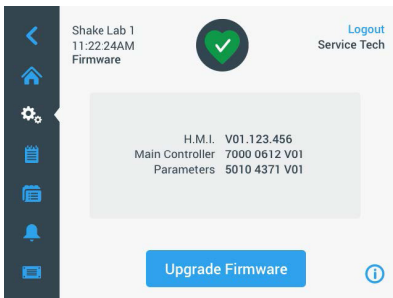 Shake Lab 1
11:22:24AM
Firmware
Logout
Service Tech
H.M.I. V01.123.456
Main Controller 7000 0612 V01
Parameters 5010 4371 V01
Upgrade Firmware